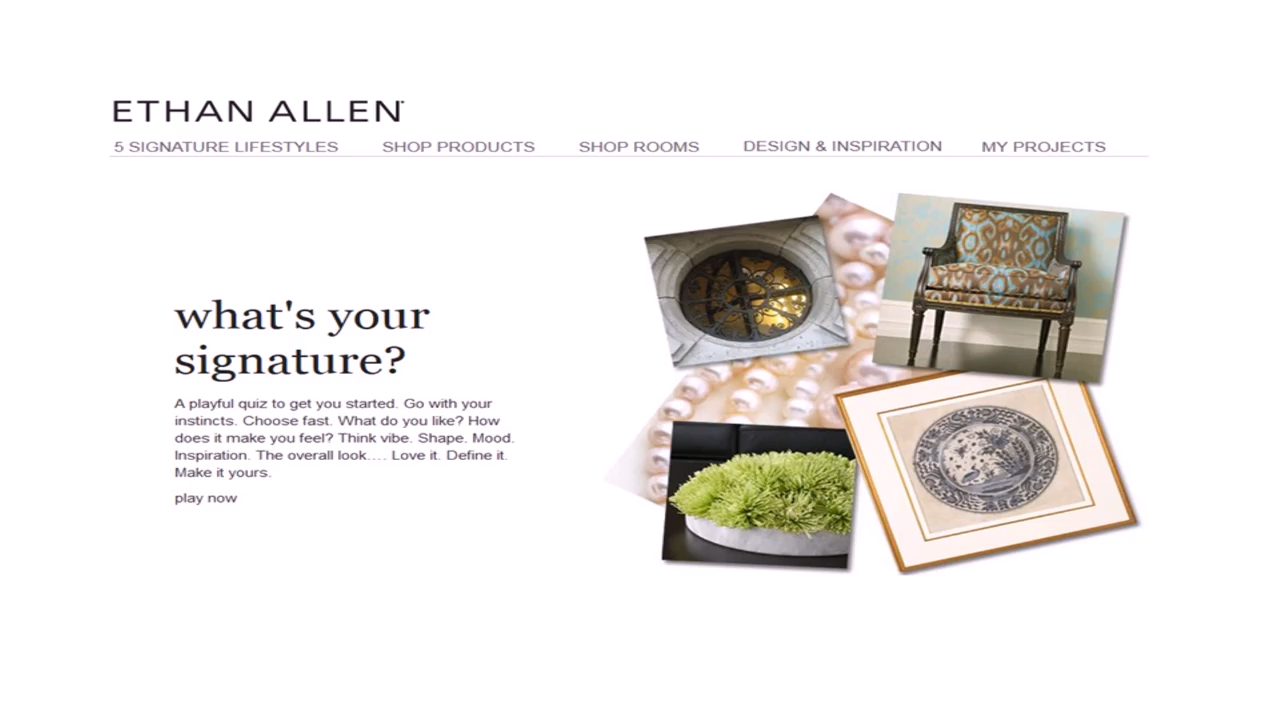 ETHAN ALLEN
5 SIGNATURE LIFESTYLES SHOP PRODUCTS SHOP ROOMS DESIGN & INSPIRATION MY PROJECTS
what's your
signature?
A playful quiz to get you started. Go with your
instincts. Choose fast. What do you like? How
does it make you feel? Think vibe. Shape. Mood.
Inspiration. The overall look.... Love it. Define it.
Make it yours.
play now